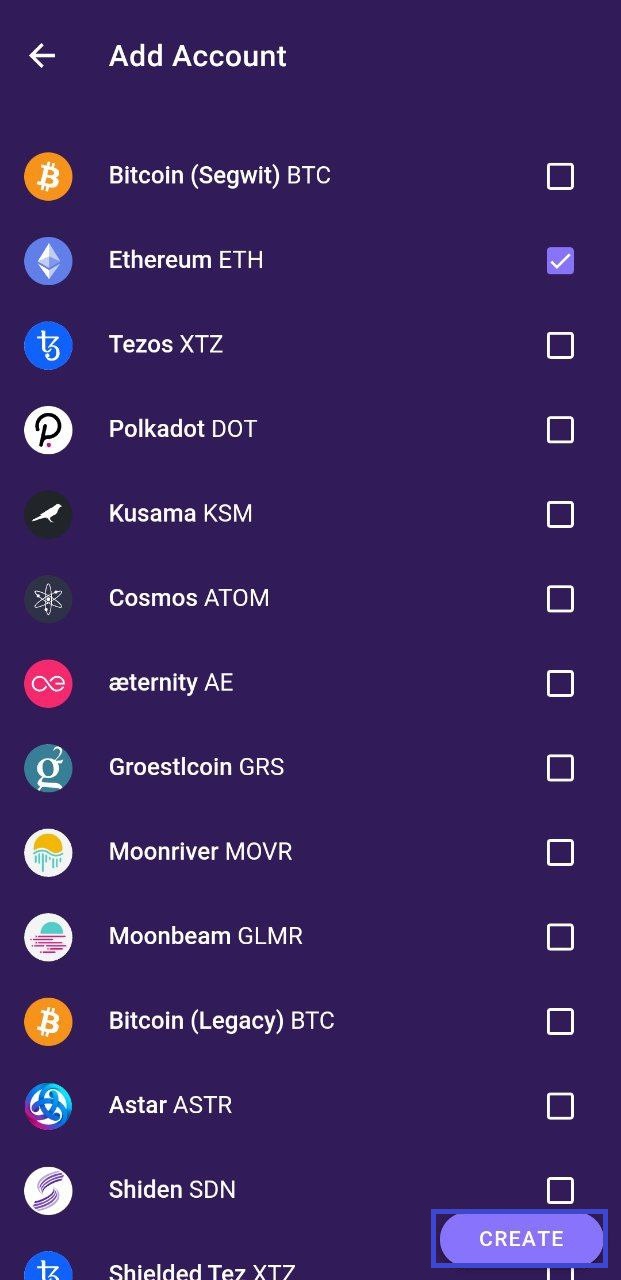 Add Account
Bitcoin (Segwit) BTC
Ethereum ETH
Tezos XTZ
Polkadot DOT
Kusama KSM
Cosmos ATOM
æternity AE
Groestlcoin GRS
Moonriver MOVR
Moonbeam GLMR
Bitcoin (Legacy) BTC
Astar ASTR
Shiden SDN
CREATE
Shielded Tez XTZ